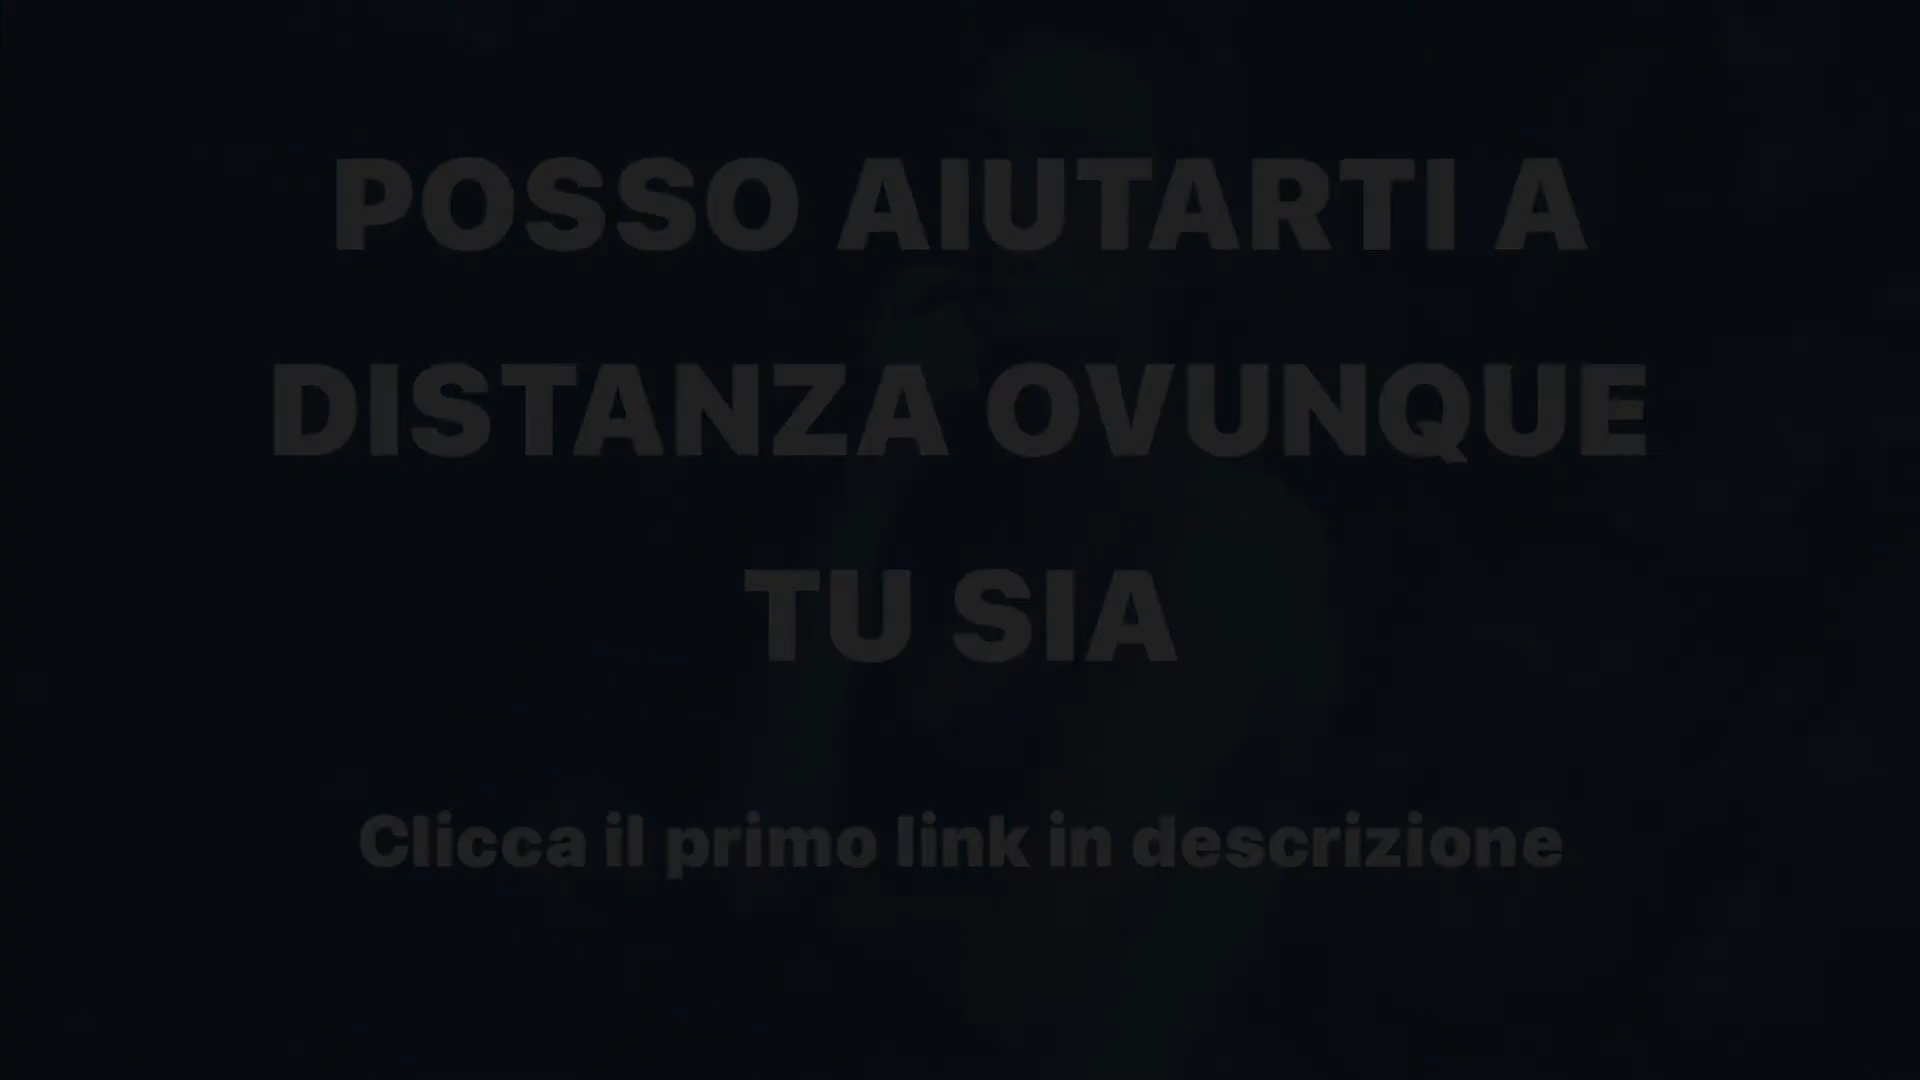 POSSO AIUTARTI A
DISTANZA OVUNQUE
TU SIA
Clicca il primo link in descrizione